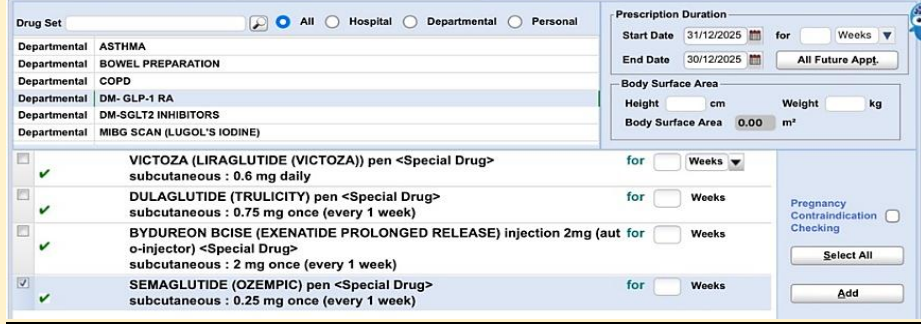 Drug Set All Hospital Departmental Personal
Departmental ASTHMA
Departmental BOWEL PREPARATION
Departmental COPD
Departmental DM- GLP-1 RA
Departmental DM-SGLT2 INHIBITORS
Departmental MIBG SCAN (LUGOL'S IODINE)
Prescription Duration
Start Date 31/12/2025 for Weeks
End Date 30/12/2025 All Future Appt.
Body Surface Area
Height cm Weight kg
Body Surface Area 0.00 m²
VICTOZA (LIRAGLUTIDE (VICTOZA)) pen <Special Drug> for Weeks
subcutaneous : 0.6 mg daily
DULAGLUTIDE (TRULICITY) pen <Special Drug> for Weeks
subcutaneous : 0.75 mg once (every 1 week)
BYDUREON BCISE (EXENATIDE PROLONGED RELEASE) injection 2mg (aut for Weeks
o-injector) <Special Drug>
subcutaneous : 2 mg once (every 1 week)
SEMAGLUTIDE (OZEMPIC) pen <Special Drug> for Weeks
subcutaneous : 0.25 mg once (every 1 week)
Pregnancy
Contraindication
Checking
Select All
Add